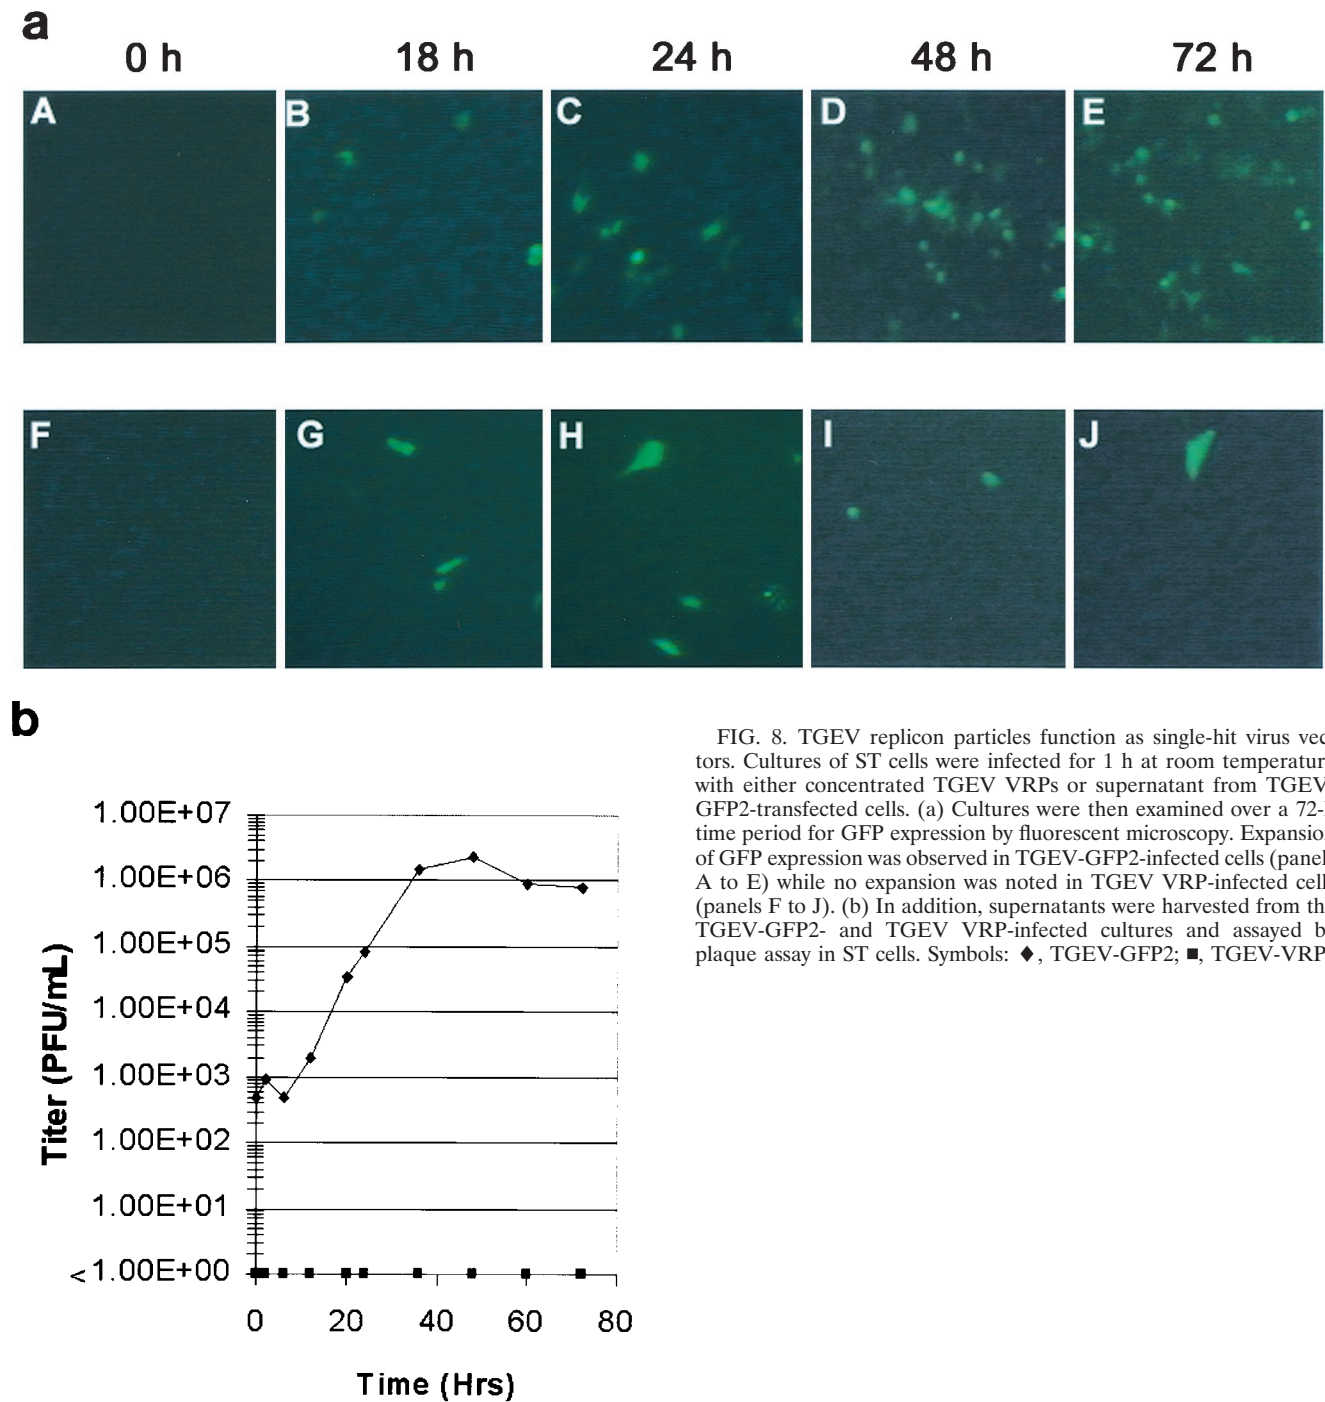 a
0 h 18 h 24 h 48 h 72 h
A B C D E
F G H I J
b
1.00E+07
1.00E+06
1.00E+05
1.00E+04
1.00E+03
1.00E+02
1.00E+01
<1.00E+00
Titer (PFU/mL)
0 20 40 60 80
Time (Hrs)
FIG. 8. TGEV replicon particles function as single-hit virus vec
tors. Cultures of ST cells were infected for 1 h at room temperatur
with either concentrated TGEV VRPs or supernatant from TGEV
GFP2-transfected cells. (a) Cultures were then examined over a 72-
time period for GFP expression by fluorescent microscopy. Expansio
of GFP expression was observed in TGEV-GFP2-infected cells (panel
A to E) while no expansion was noted in TGEV VRP-infected cell
(panels F to J). (b) In addition, supernatants were harvested from th
TGEV-GFP2- and TGEV VRP-infected cultures and assayed b
plaque assay in ST cells. Symbols: ◆, TGEV-GFP2; ■, TGEV-VRP